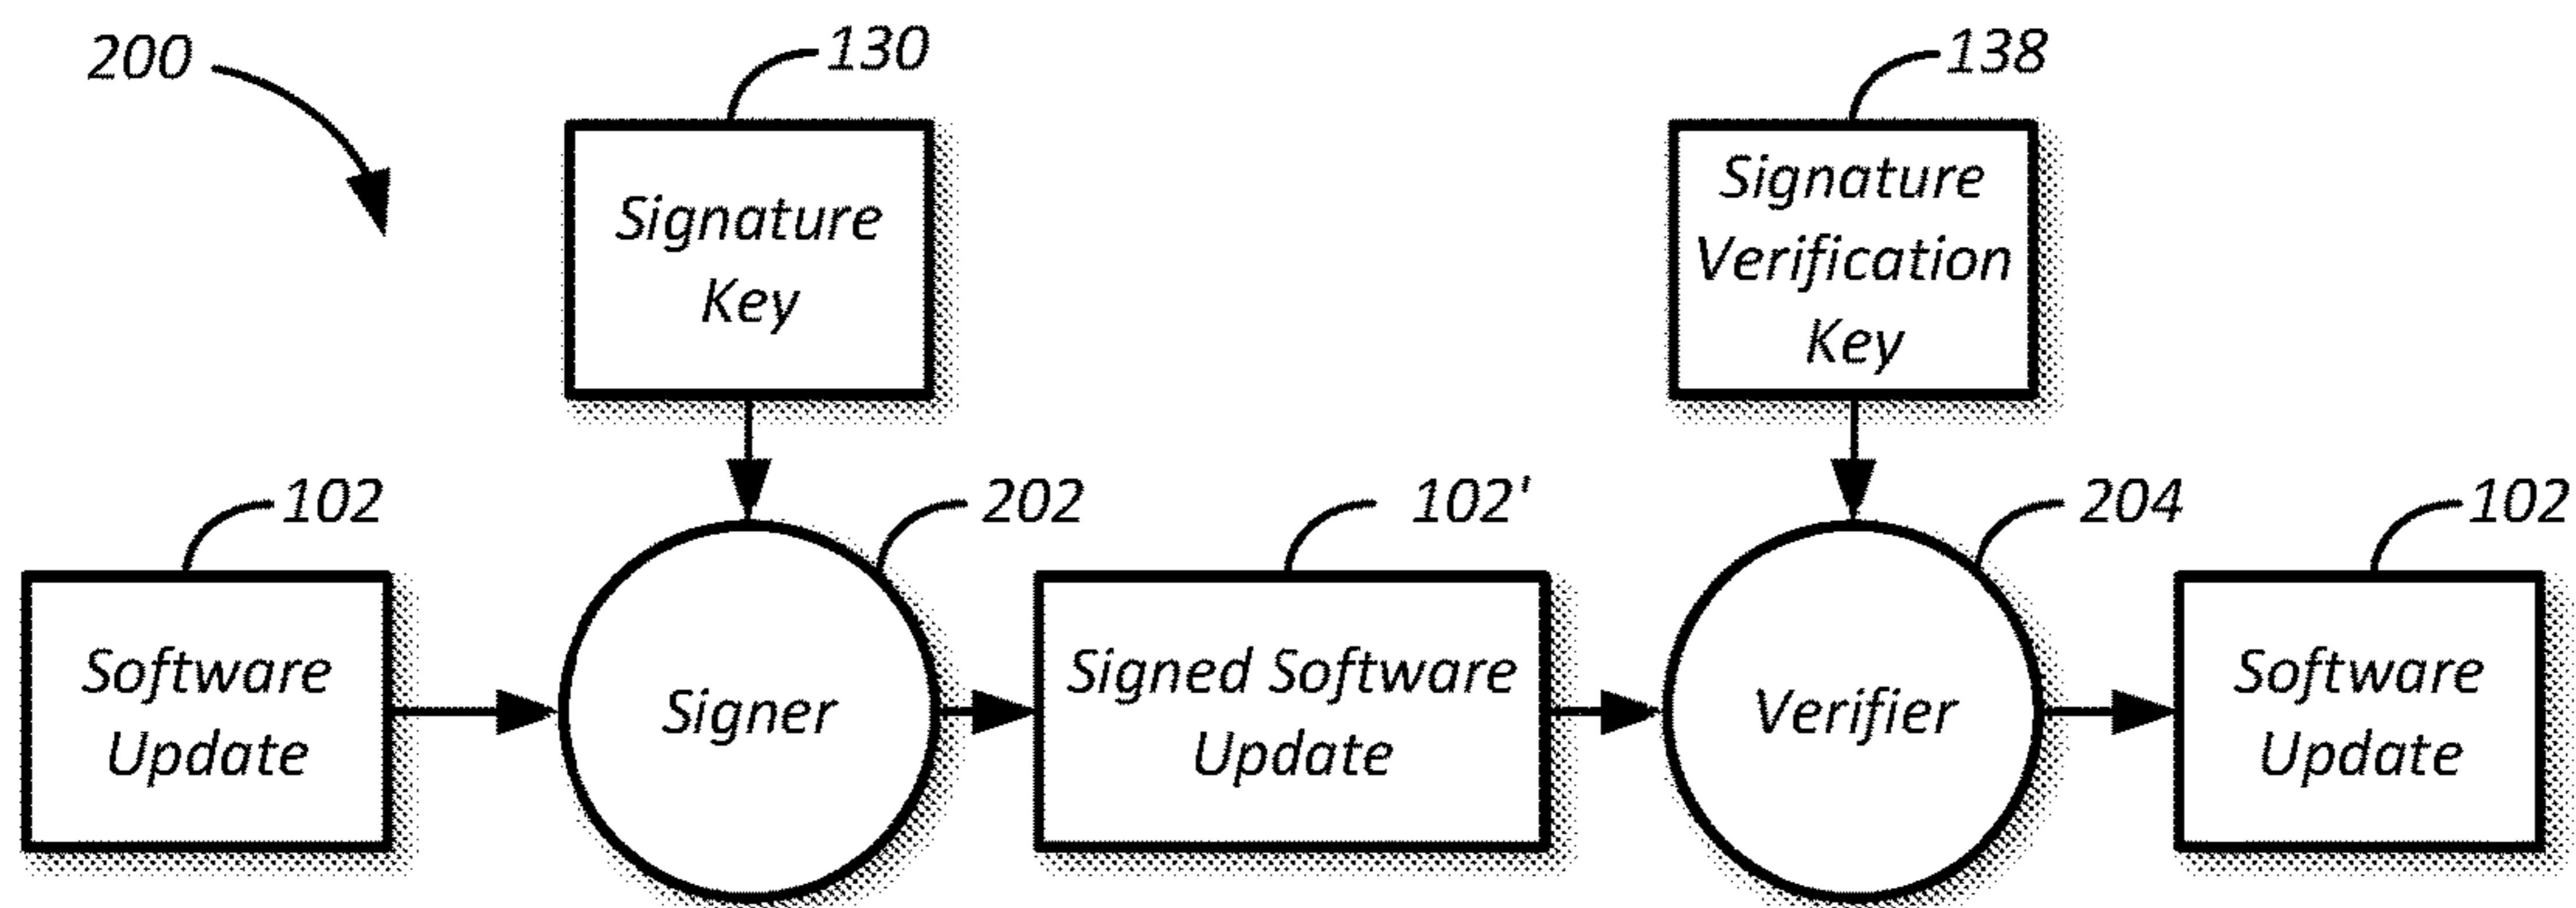 200
130
138
Signature
Key
Signature
Verification
Key
102
202
102'
204
102
Software
Update
Signer
Signed Software
Update
Verifier
Software
Update